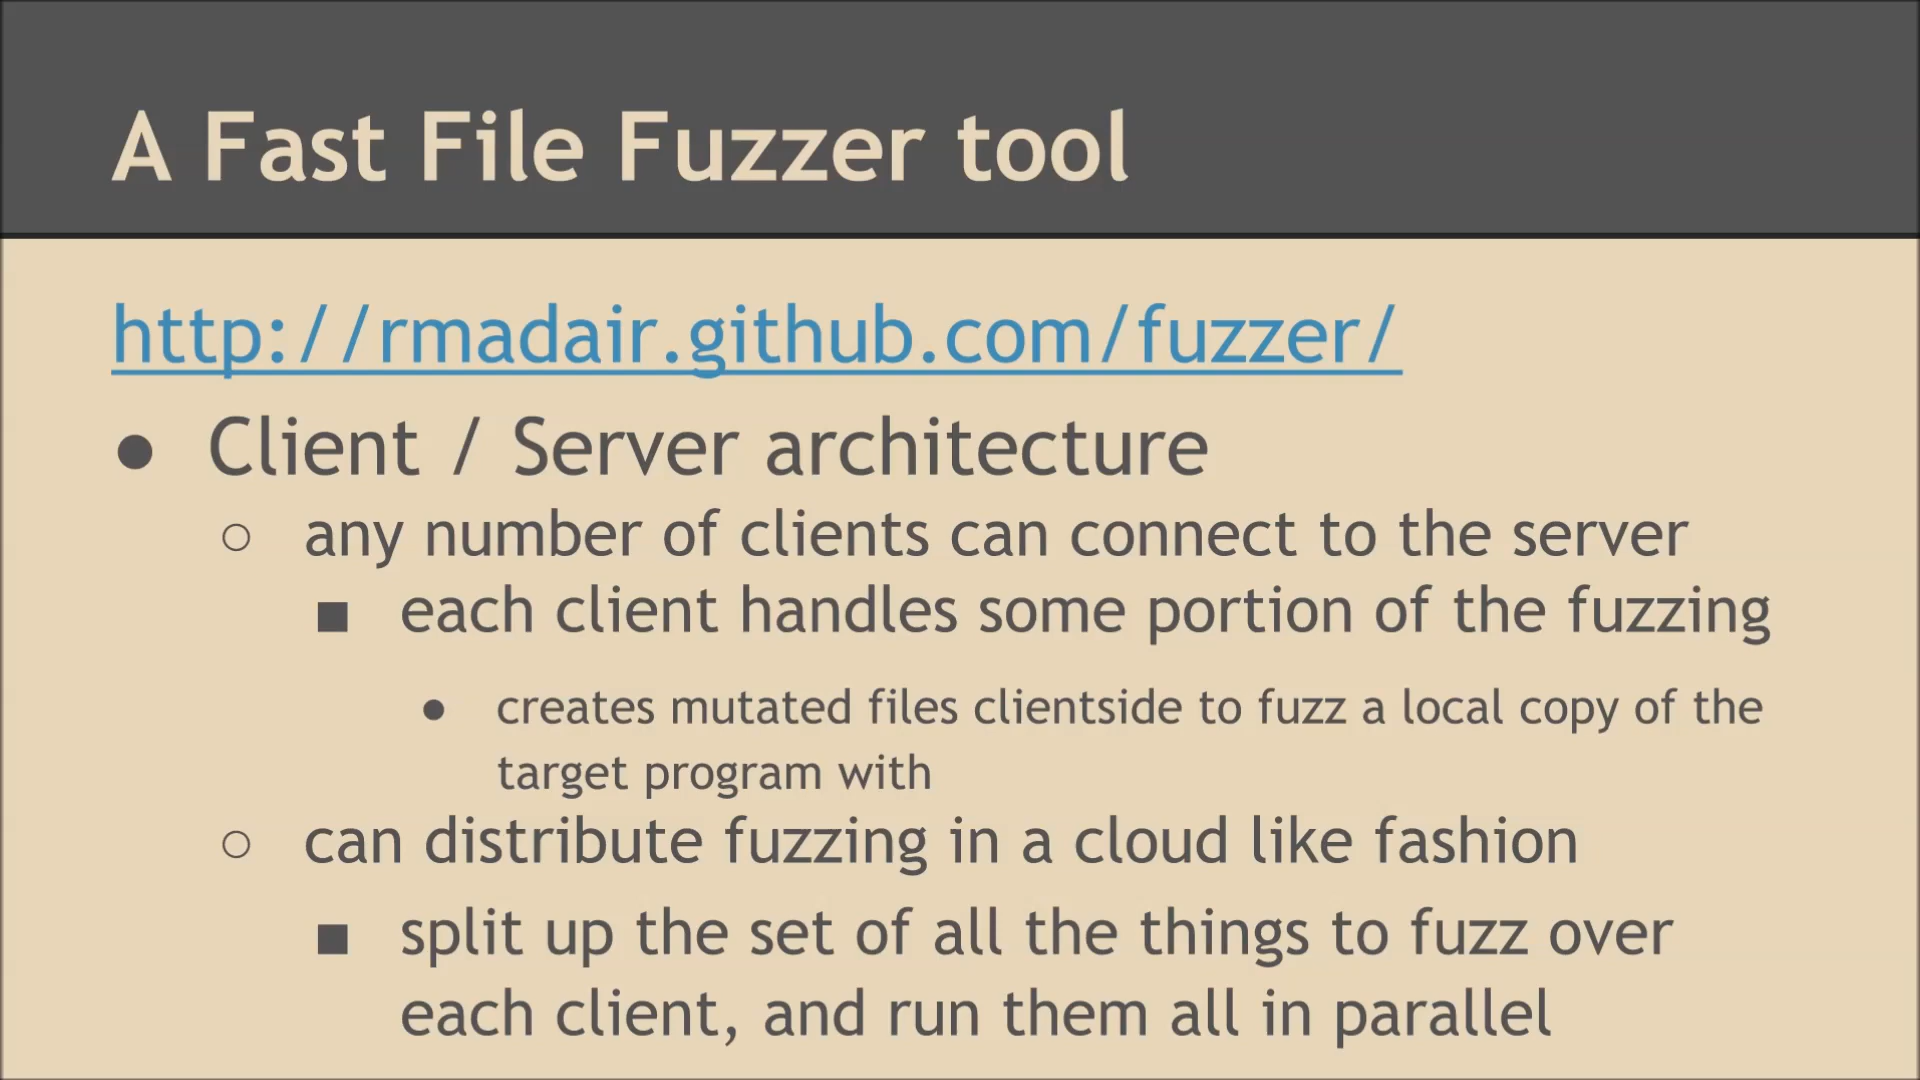 A Fast File Fuzzer tool
http://rmadair.github.com/fuzzer/
● Client / Server architecture
○ any number of clients can connect to the server
■ each client handles some portion of the fuzzing
● creates mutated files clientside to fuzz a local copy of the
target program with
○ can distribute fuzzing in a cloud like fashion
■ split up the set of all the things to fuzz over
each client, and run them all in parallel